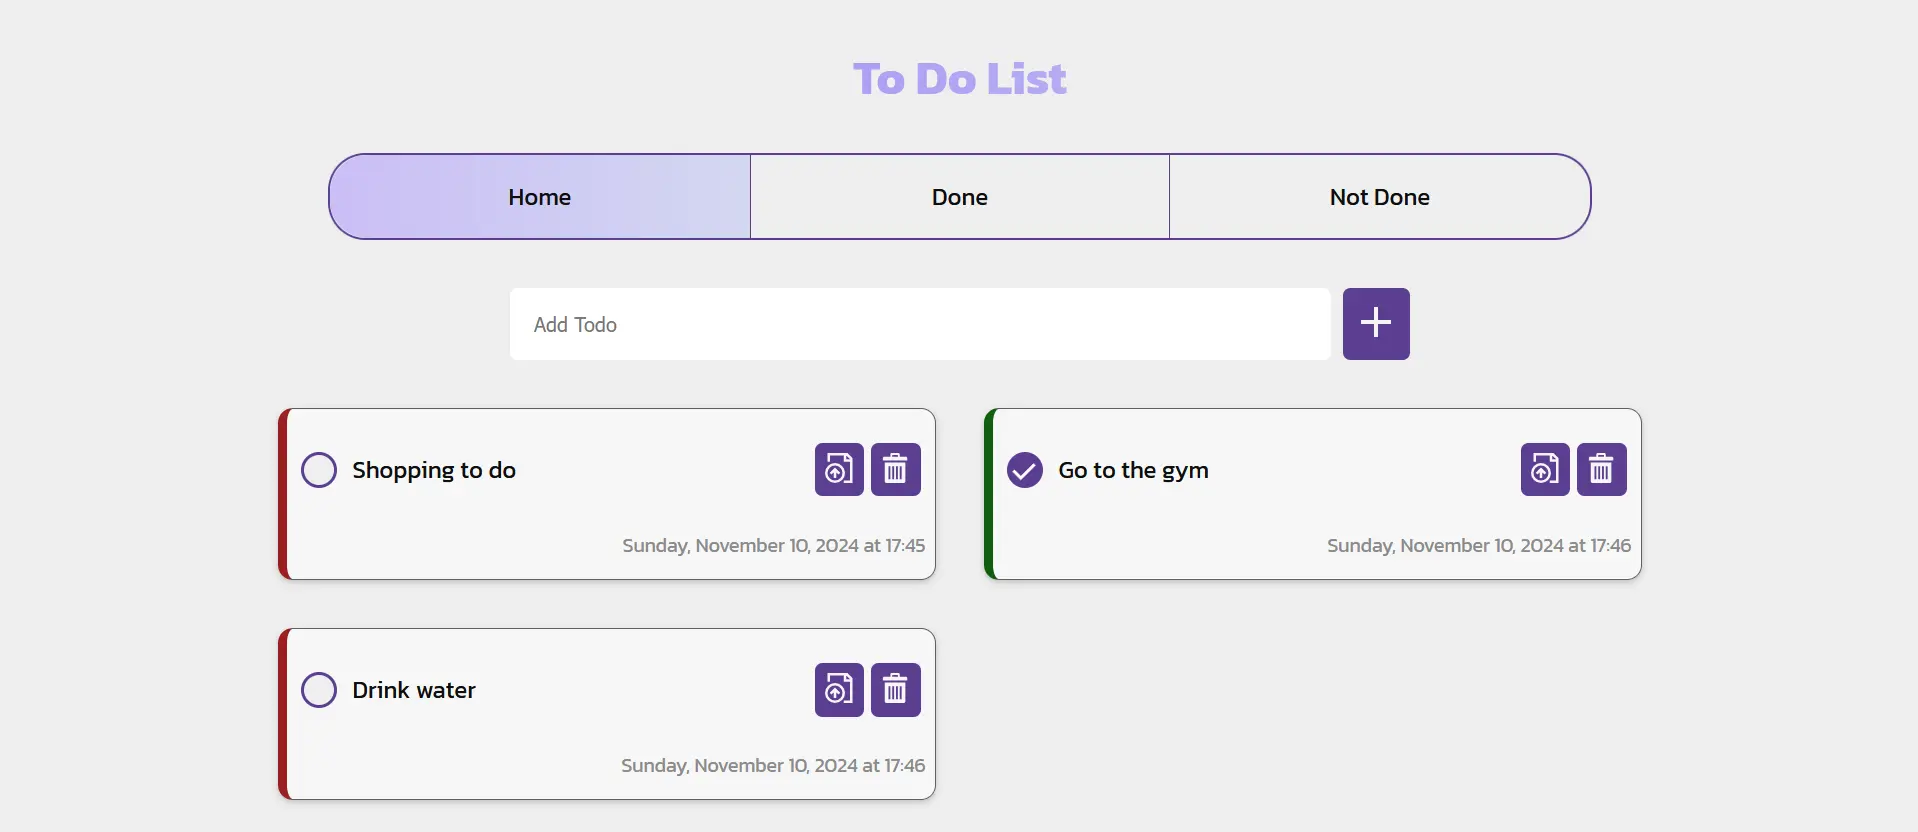 To Do List
Home
Done
Not Done
Add Todo
Shopping to do
Sunday, November 10, 2024 at 17:45
Go to the gym
Sunday, November 10, 2024 at 17:46
Drink water
Sunday, November 10, 2024 at 17:46